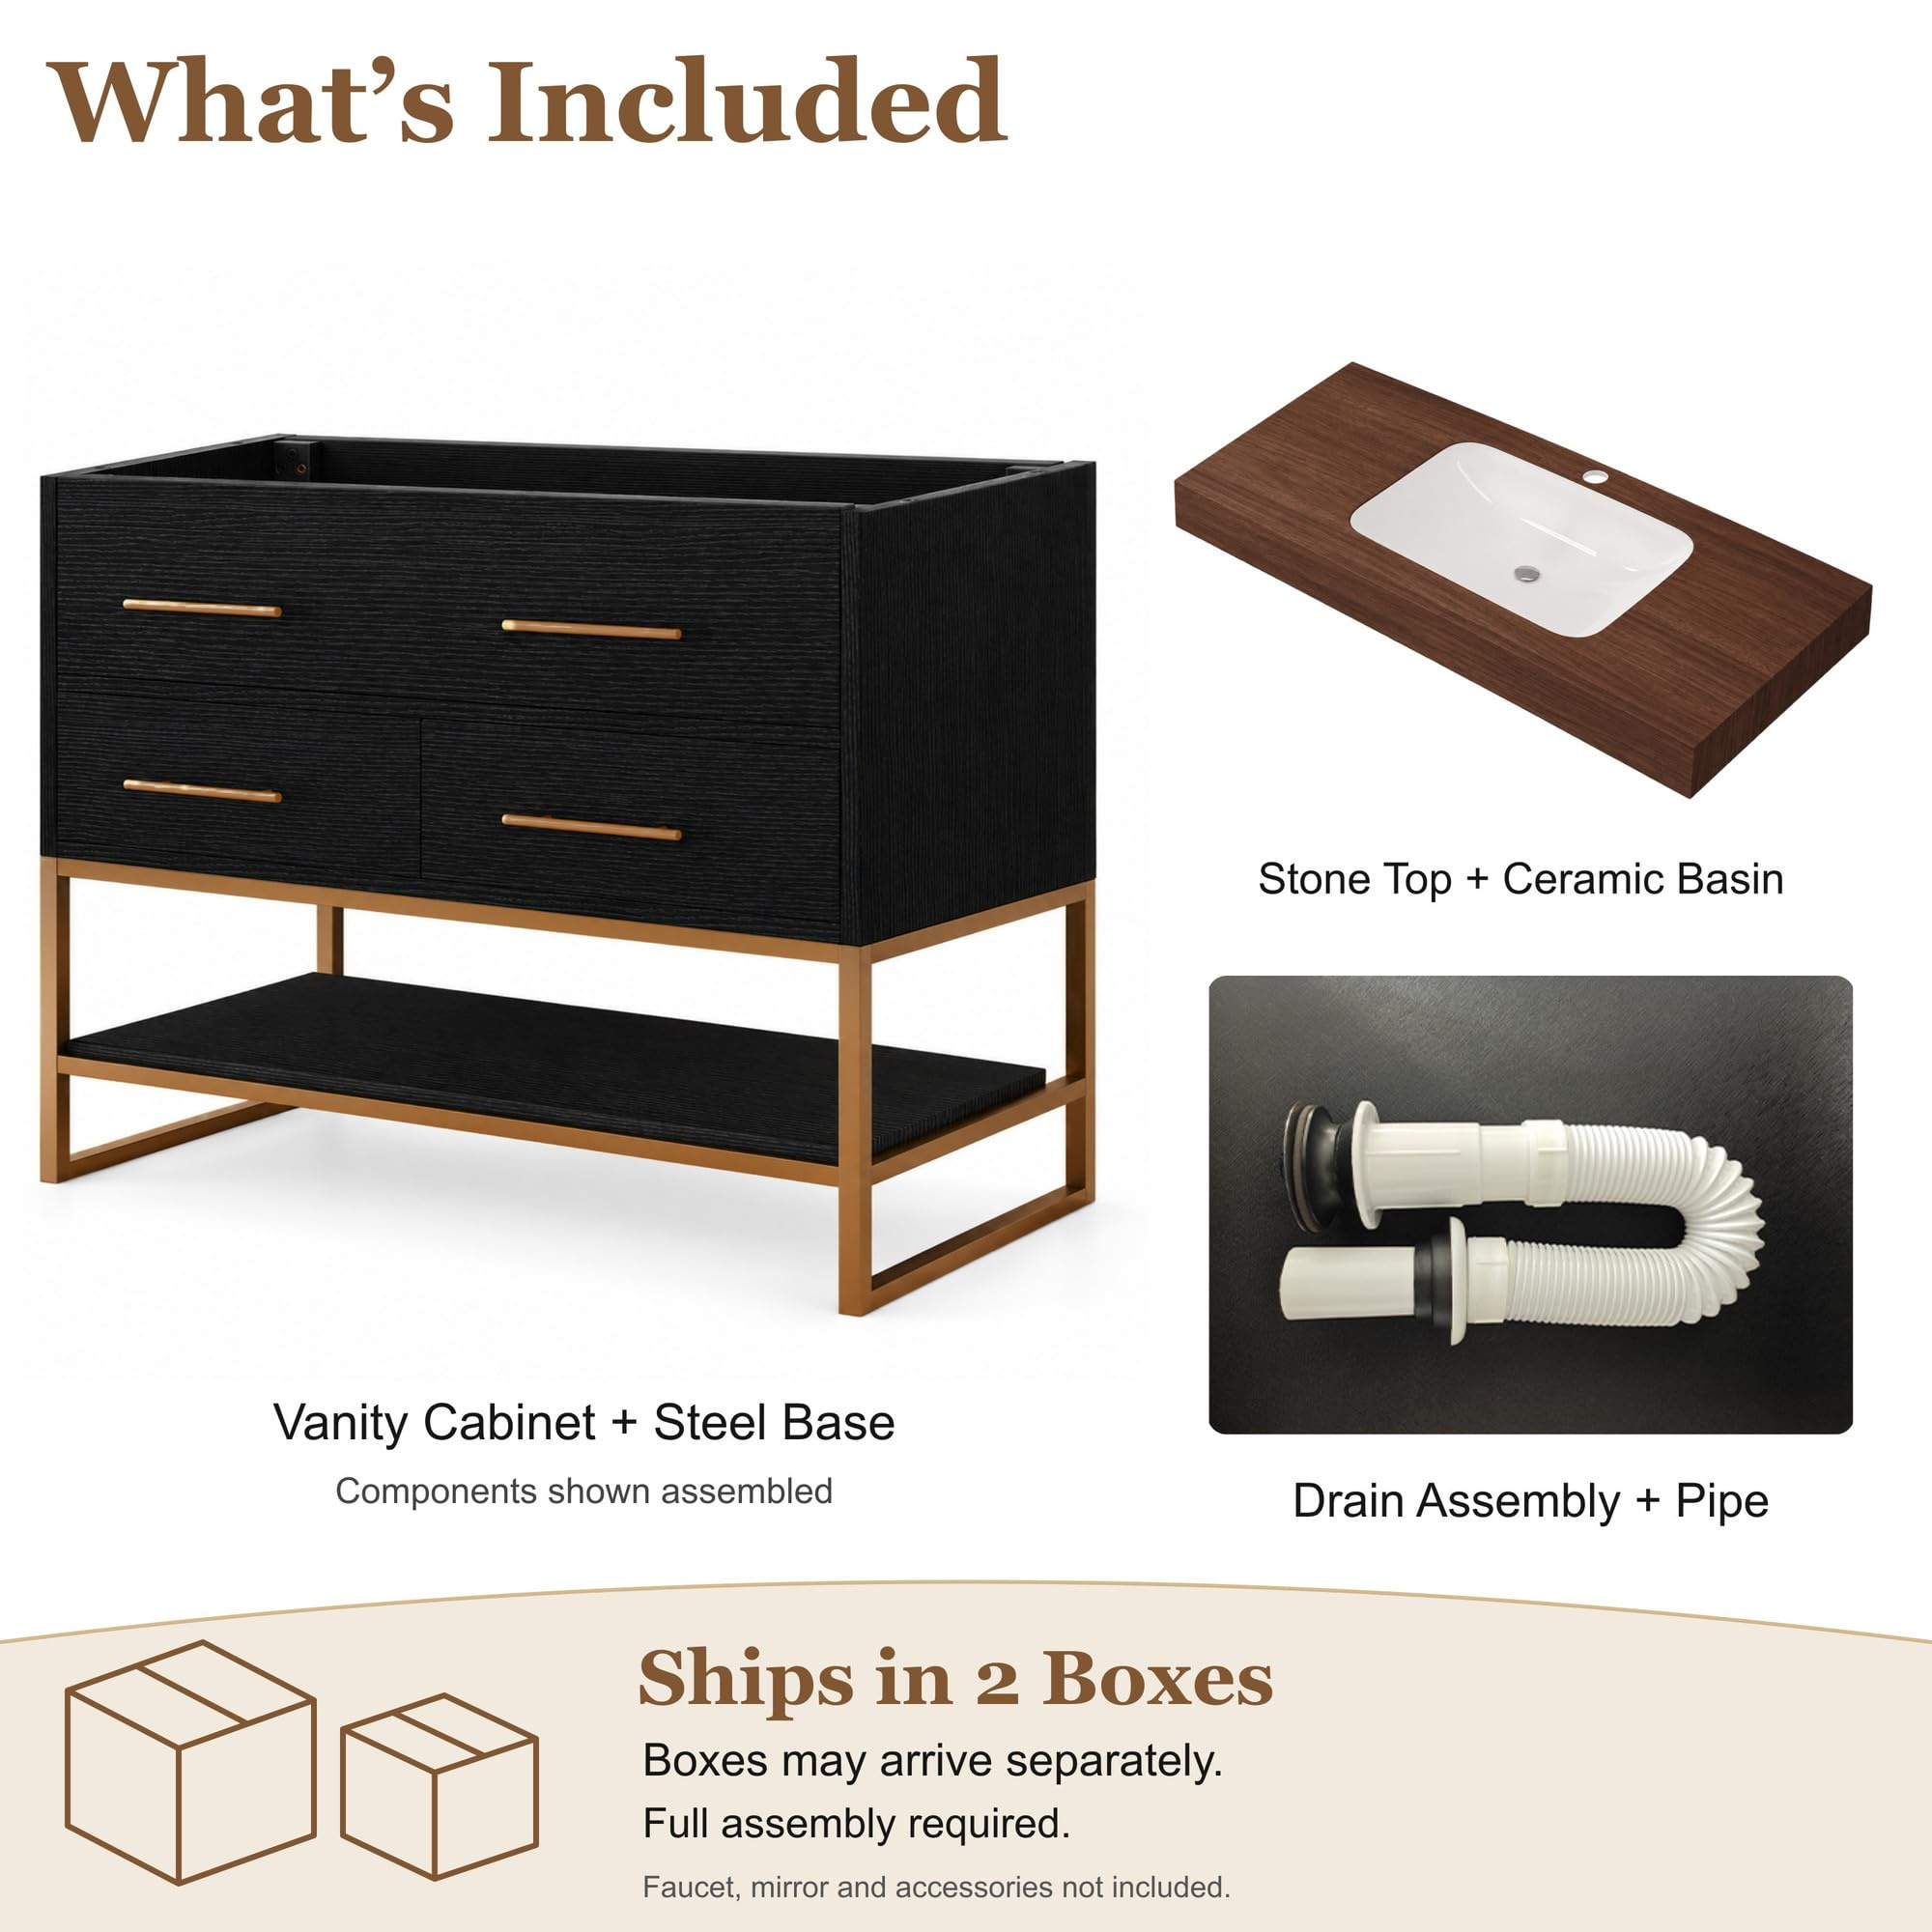 What’s Included
Stone Top + Ceramic Basin
Vanity Cabinet + Steel Base
Components shown assembled
Drain Assembly + Pipe
Ships in 2 Boxes
Boxes may arrive separately.
Full assembly required.
Faucet, mirror and accessories not included.